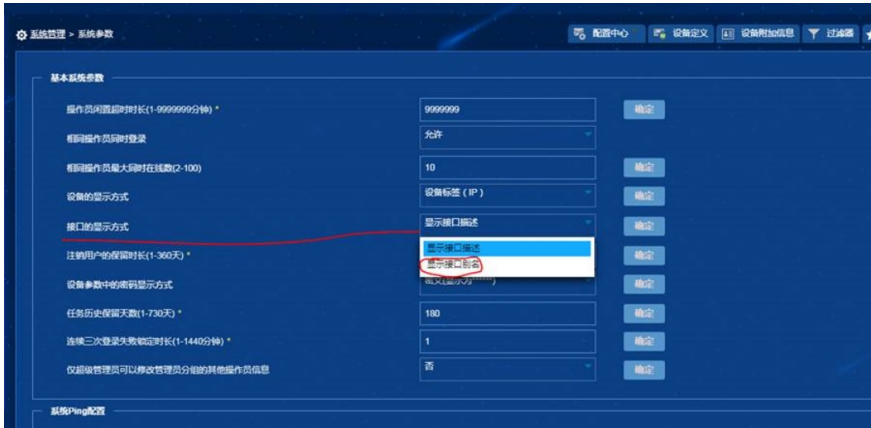 系统管理 > 系统参数
配置中心 设备定义 设备附加信息 过滤器
基本系统参数
操作员闲置超时时长(1-9999999分钟) * 9999999 确定
相同操作员同时登录 允许
相同操作员最大同时在线数(2-100) 10 确定
设备的显示方式 设备标签 ( IP ) 确定
接口的显示方式 显示接口描述 确定
显示接口描述
显示接口别名
注销用户的保留时长(1-360天) * 确定
设备参数中的密码显示方式 密文(显示为******) 确定
任务历史保留天数(1-730天) * 180 确定
连续三次登录失败锁定时长(1-1440分钟) * 1 确定
仅超级管理员可以修改管理员分组的其他操作员信息 否 确定
系统Ping配置